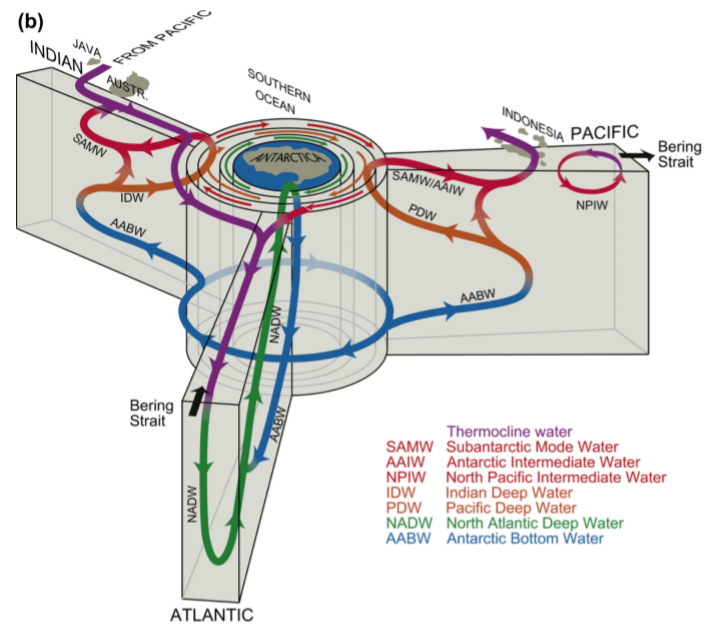 (b)
FROM PACIFIC
JAVA
INDIAN
AUSTR.
SOUTHERN
OCEAN
INDONESIA
PACIFIC
Bering
Strait
ANTARCTICA
SAMW
SAMW/AAIW
NPIW
IDW
PDW
AABW
AABW
NADW
Bering
Strait
AABW
NADW
Thermocline water
SAMW Subantarctic Mode Water
AAIW Antarctic Intermediate Water
NPIW North Pacific Intermediate Water
IDW Indian Deep Water
PDW Pacific Deep Water
NADW North Atlantic Deep Water
AABW Antarctic Bottom Water
ATLANTIC